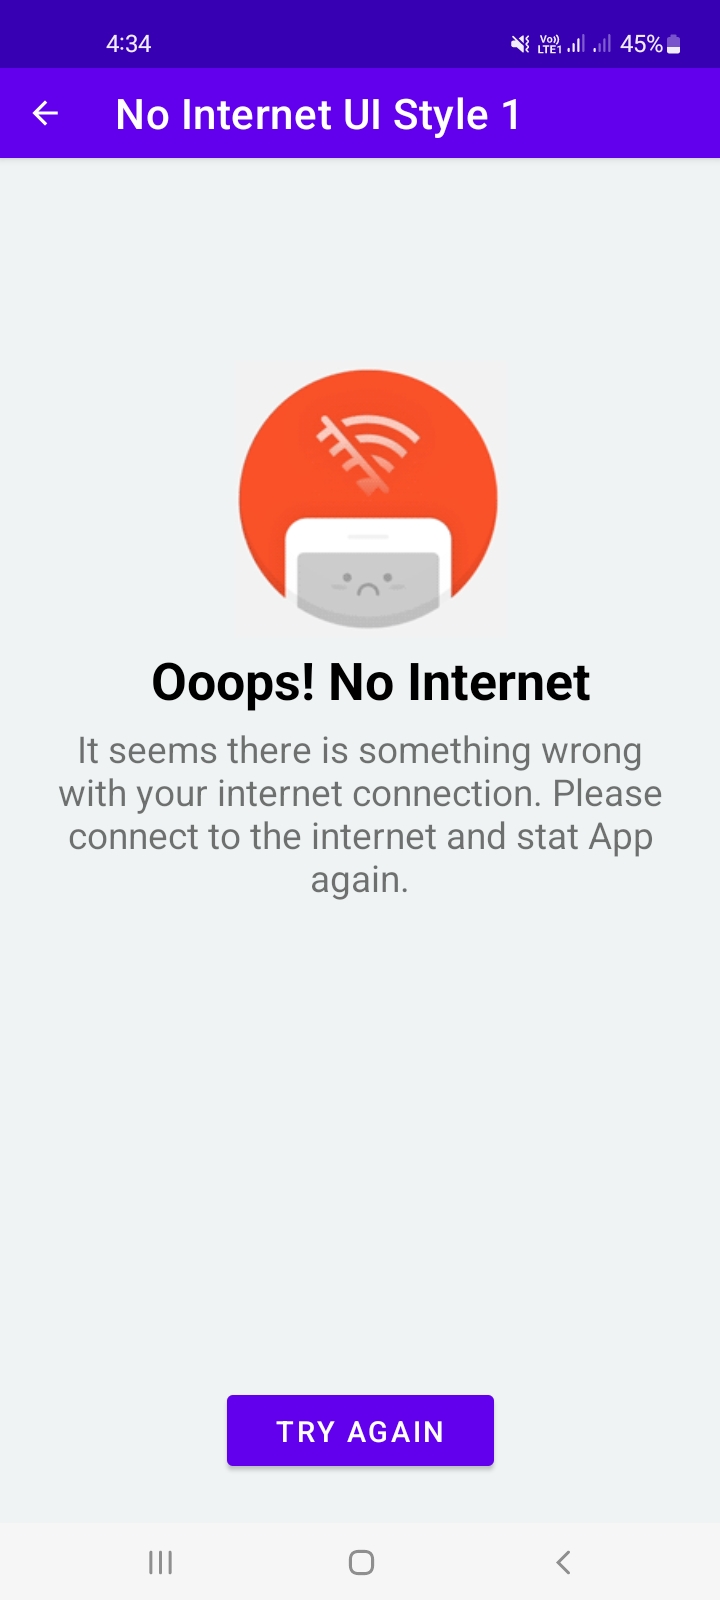 4:34
Vo))
LTE1
45%
No Internet UI Style 1
Ooops! No Internet
It seems there is something wrong
with your internet connection. Please
connect to the internet and stat App
again.
TRY AGAIN